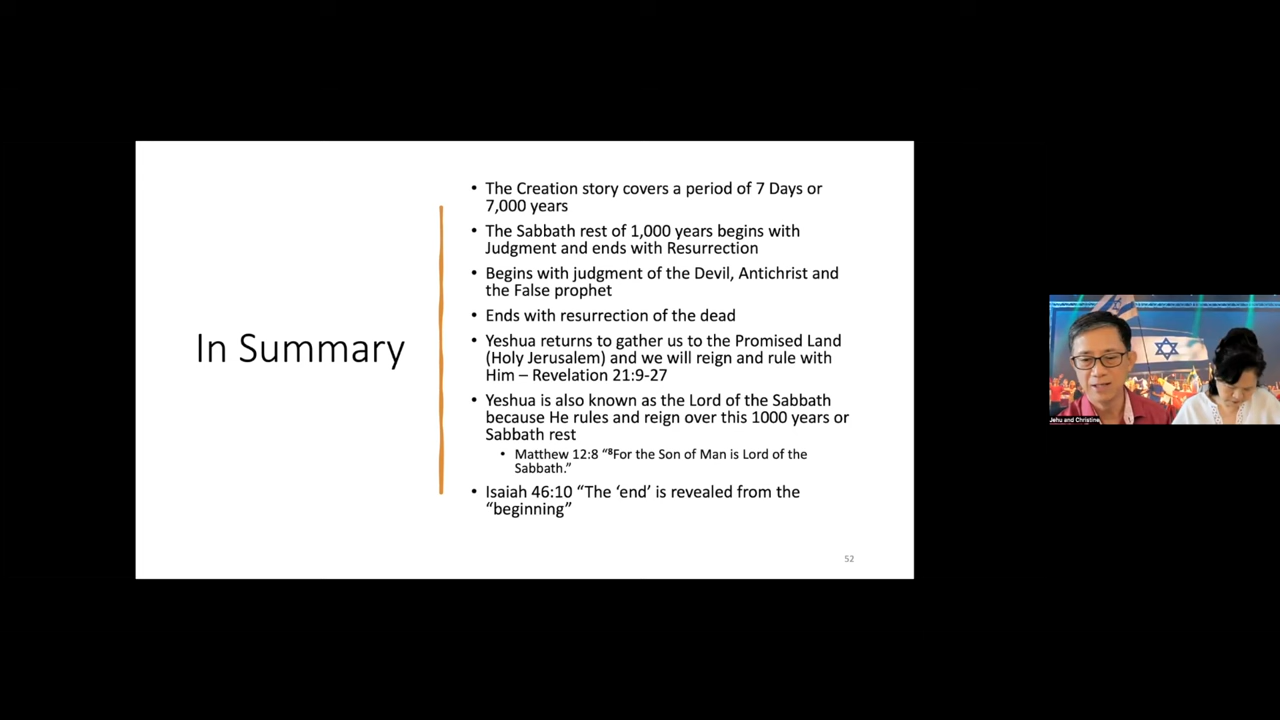 In Summary
• The Creation story covers a period of 7 Days or
7,000 years
• The Sabbath rest of 1,000 years begins with
Judgment and ends with Resurrection
• Begins with judgment of the Devil, Antichrist and
the False prophet
• Ends with resurrection of the dead
• Yeshua returns to gather us to the Promised Land
(Holy Jerusalem) and we will reign and rule with
Him – Revelation 21:9-27
• Yeshua is also known as the Lord of the Sabbath
because He rules and reign over this 1000 years or
Sabbath rest
• Matthew 12:8 “⁸For the Son of Man is Lord of the
Sabbath.”
• Isaiah 46:10 “The ‘end’ is revealed from the
“beginning”
52
Jehu and Christine